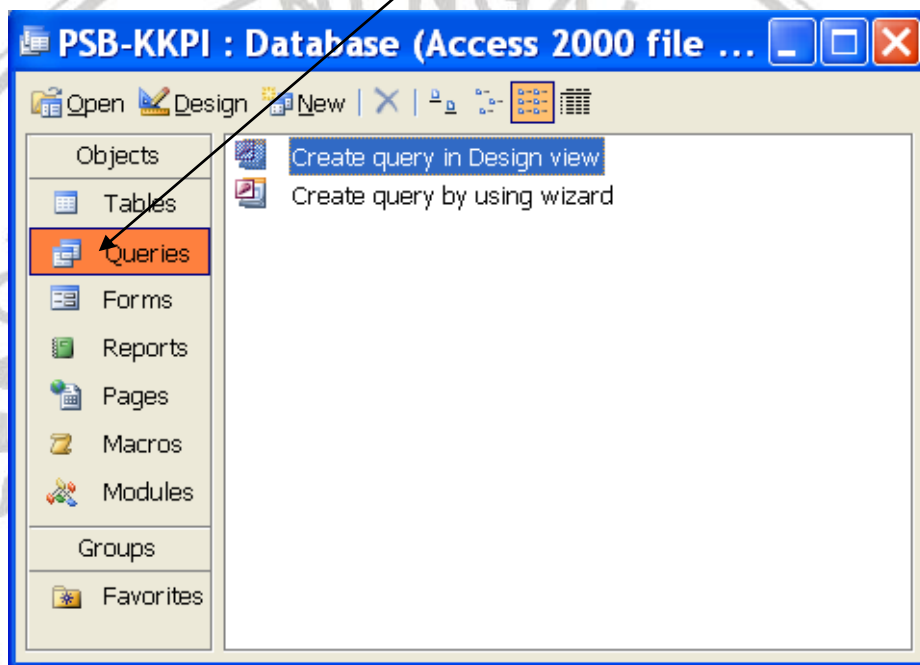 PSB-KKPI : Database (Access 2000 file ...
Open Design New
Objects
Tables
Queries
Forms
Reports
Pages
Macros
Modules
Groups
Favorites
Create query in Design view
Create query by using wizard